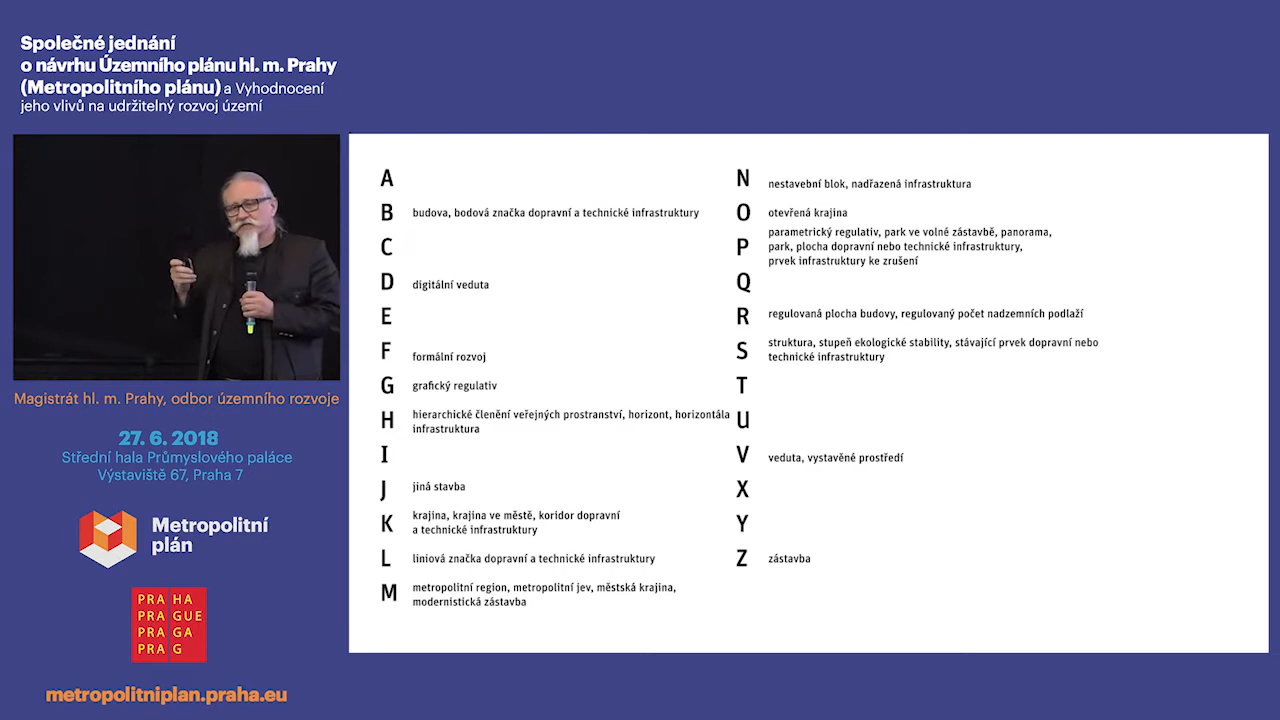 Společné jednání
o návrhu Územního plánu hl. m. Prahy
(Metropolitního plánu) a Vyhodnocení
jeho vlivů na udržitelný rozvoj území
Magistrát hl. m. Prahy, odbor územního rozvoje
27. 6. 2018
Střední hala Průmyslového paláce
Výstaviště 67, Praha 7
Metropolitní
plán
PRA HA
PRA GUE
PRA GA
PRA G
metropolitniplan.praha.eu
A
B budova, bodová značka dopravní a technické infrastruktury
C
D digitální veduta
E
F formální rozvoj
G grafický regulativ
H hierarchické členění veřejných prostranství, horizont, horizontála
infrastruktura
I
J jiná stavba
K krajina, krajina ve městě, koridor dopravní
a technické infrastruktury
L liniová značka dopravní a technické infrastruktury
M metropolitní region, metropolitní jev, městská krajina,
modernistická zástavba
N nestavební blok, nadřazená infrastruktura
O otevřená krajina
P parametrický regulativ, park ve volné zástavbě, panorama,
park, plocha dopravní nebo technické infrastruktury,
prvek infrastruktury ke zrušení
Q
R regulovaná plocha budovy, regulovaný počet nadzemních podlaží
S struktura, stupeň ekologické stability, stávající prvek dopravní nebo
technické infrastruktury
T
U
V veduta, vystavěné prostředí
X
Y
Z zástavba